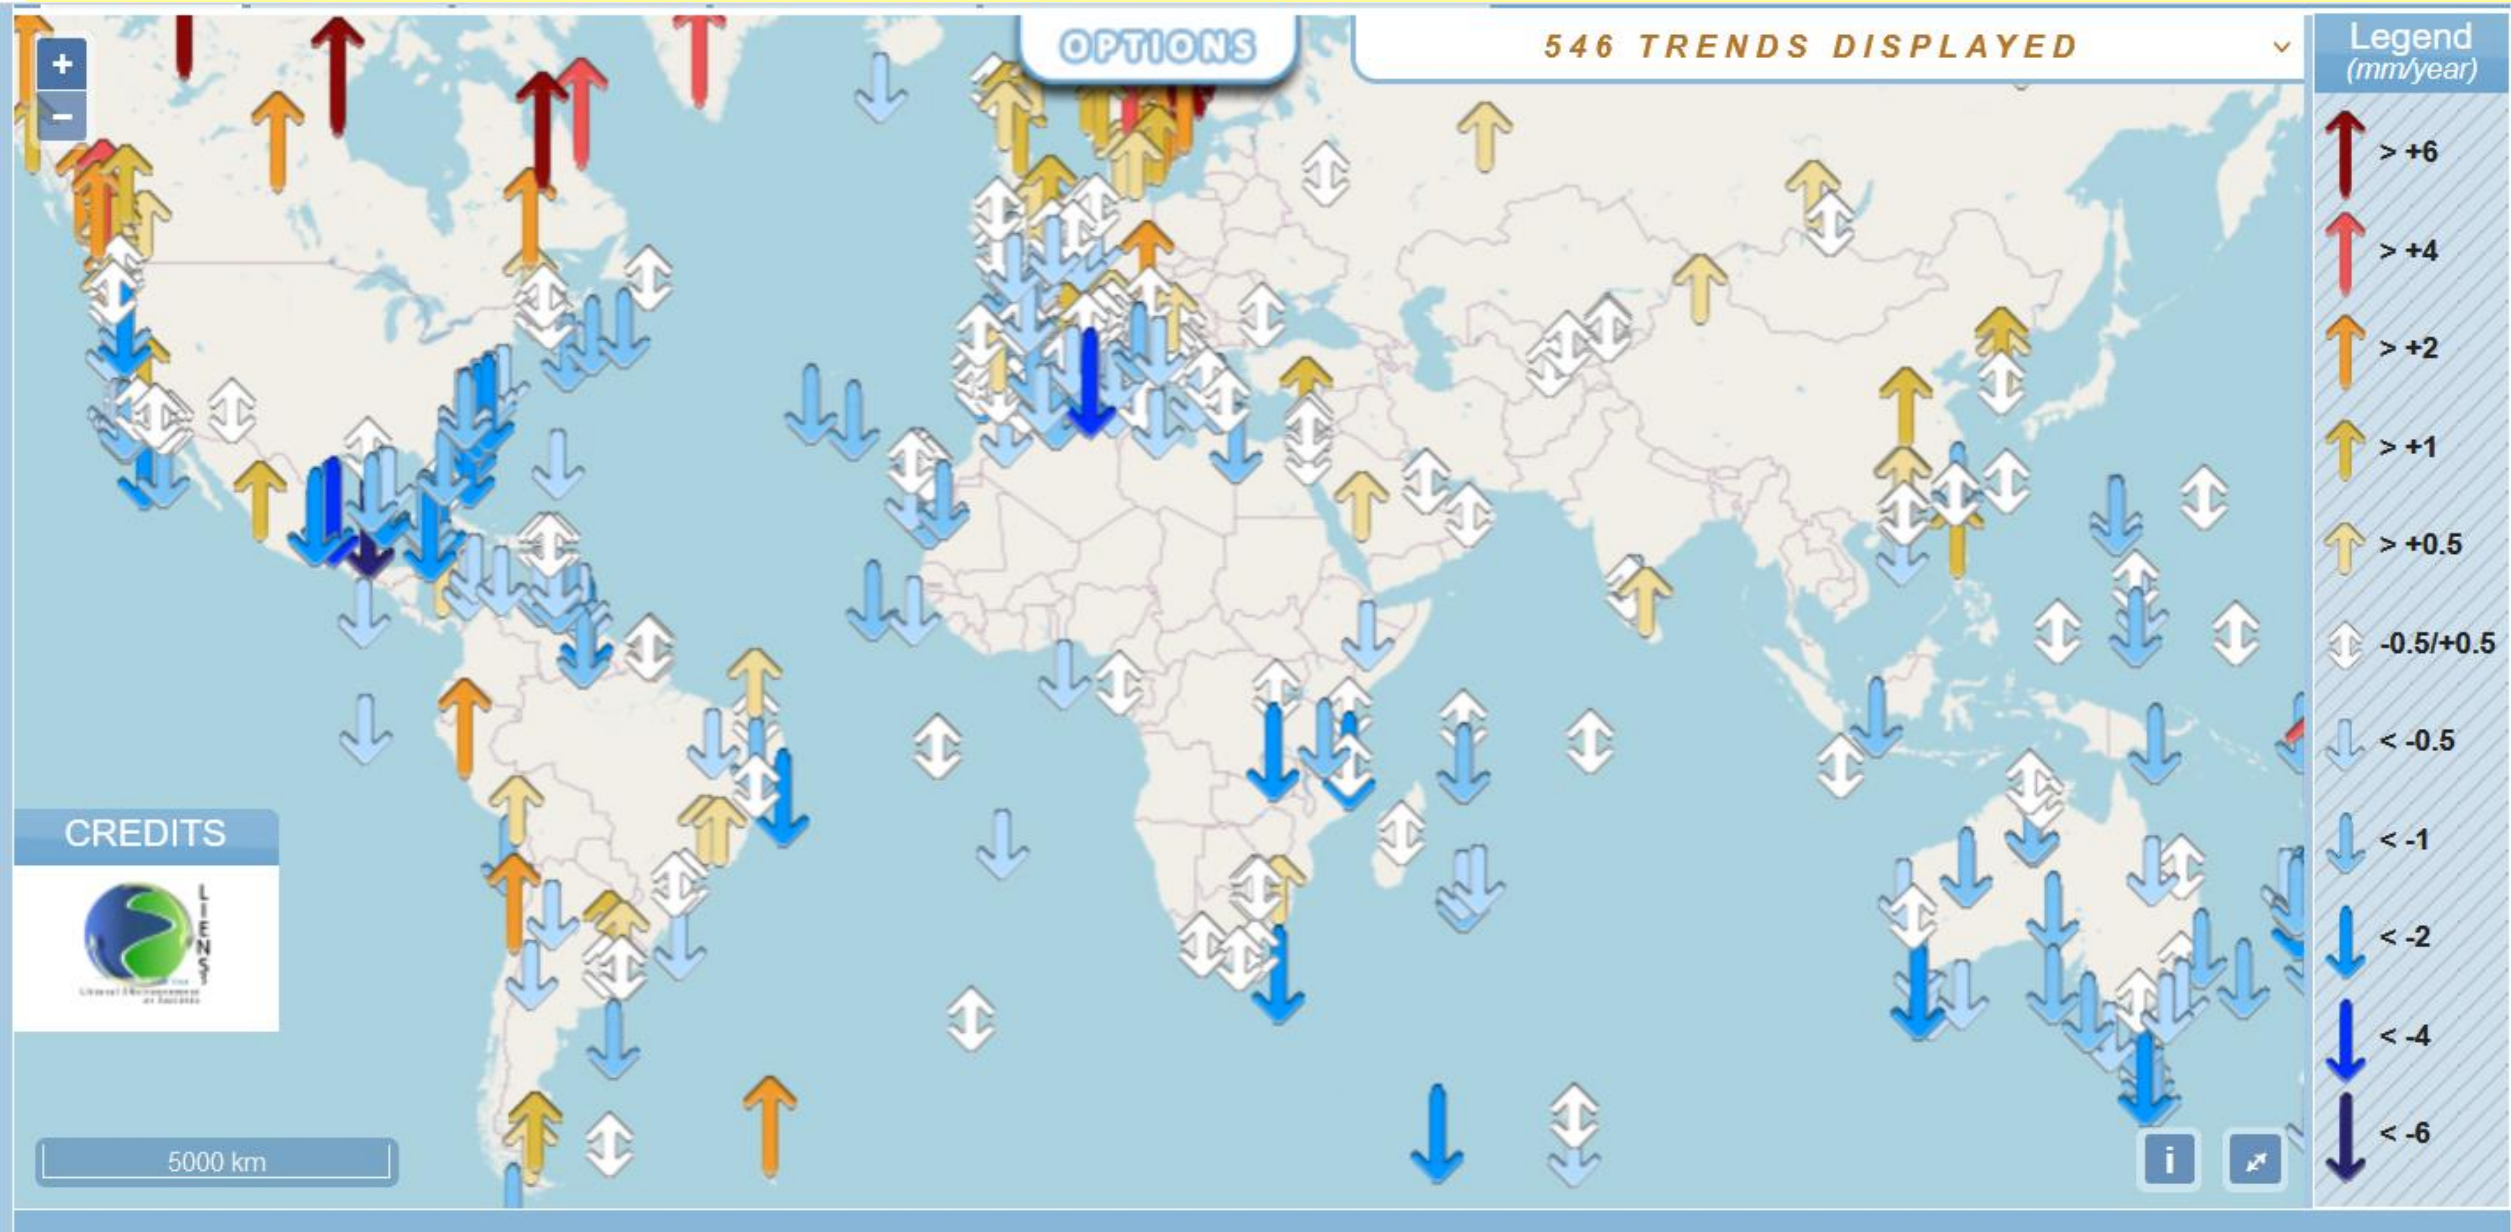 +
−
OPTIONS
546 TRENDS DISPLAYED
Legend
(mm/year)
> +6
> +4
> +2
> +1
> +0.5
-0.5/+0.5
< -0.5
< -1
< -2
< -4
< -6
CREDITS
LIENS
5000 km
i